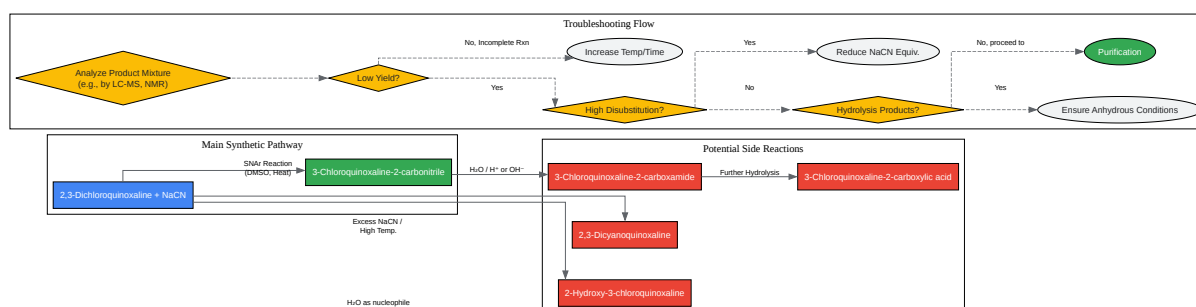 Troubleshooting Flow
No, Incomplete Rxn
Increase Temp/Time
Yes
Reduce NaCN Equiv.
No, proceed to
Purification
Analyze Product Mixture
(e.g., by LC-MS, NMR)
Low Yield?
Yes
High Disubstitution?
No
Hydrolysis Products?
Yes
Ensure Anhydrous Conditions
Main Synthetic Pathway
2,3-Dichloroquinoxaline + NaCN
SNAr Reaction
(DMSO, Heat)
3-Chloroquinoxaline-2-carbonitrile
H₂O / H⁺ or OH⁻
Potential Side Reactions
3-Chloroquinoxaline-2-carboxamide
Further Hydrolysis
3-Chloroquinoxaline-2-carboxylic acid
Excess NaCN /
High Temp.
2,3-Dicyanoquinoxaline
2-Hydroxy-3-chloroquinoxaline
H₂O as nucleophile